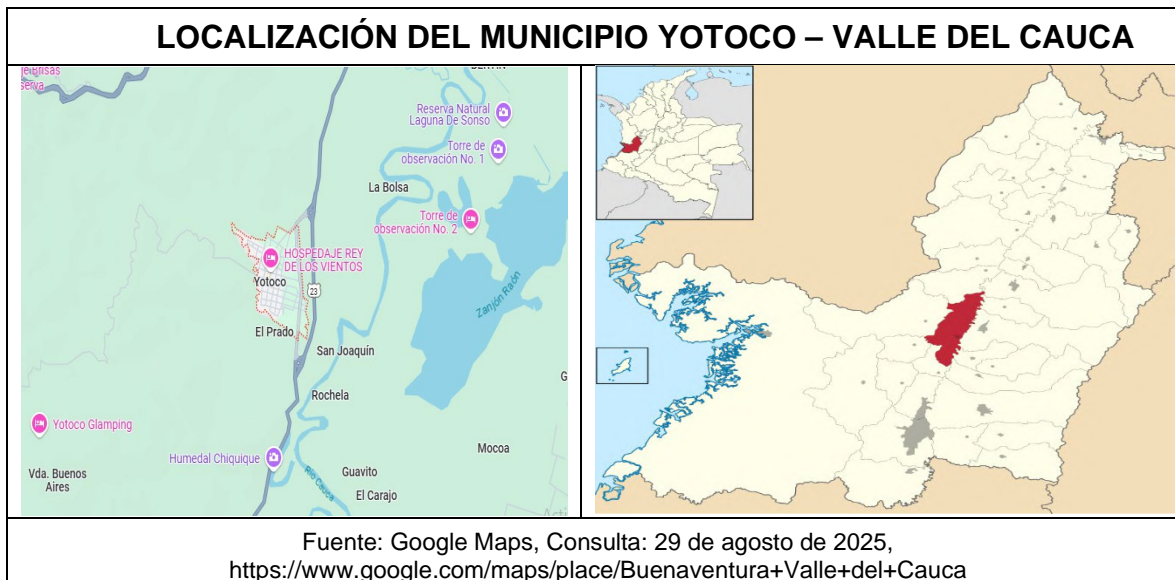 LOCALIZACIÓN DEL MUNICIPIO YOTOCO – VALLE DEL CAUCA
Brisas
serva
Reserva Natural
Laguna De Sonso
Torre de
observación No. 1
La Bolsa
Torre de
observación No. 2
HOSPEDAJE REY
DE LOS VIENTOS
Yotoco
23
Zanjón Raón
El Prado
San Joaquín
Rochela
Yotoco Glamping
Mocoa
Humedal Chiquique
Guavito
Vda. Buenos
Aires
Río Cauca
El Carajo
Fuente: Google Maps, Consulta: 29 de agosto de 2025,
https://www.google.com/maps/place/Buenaventura+Valle+del+Cauca